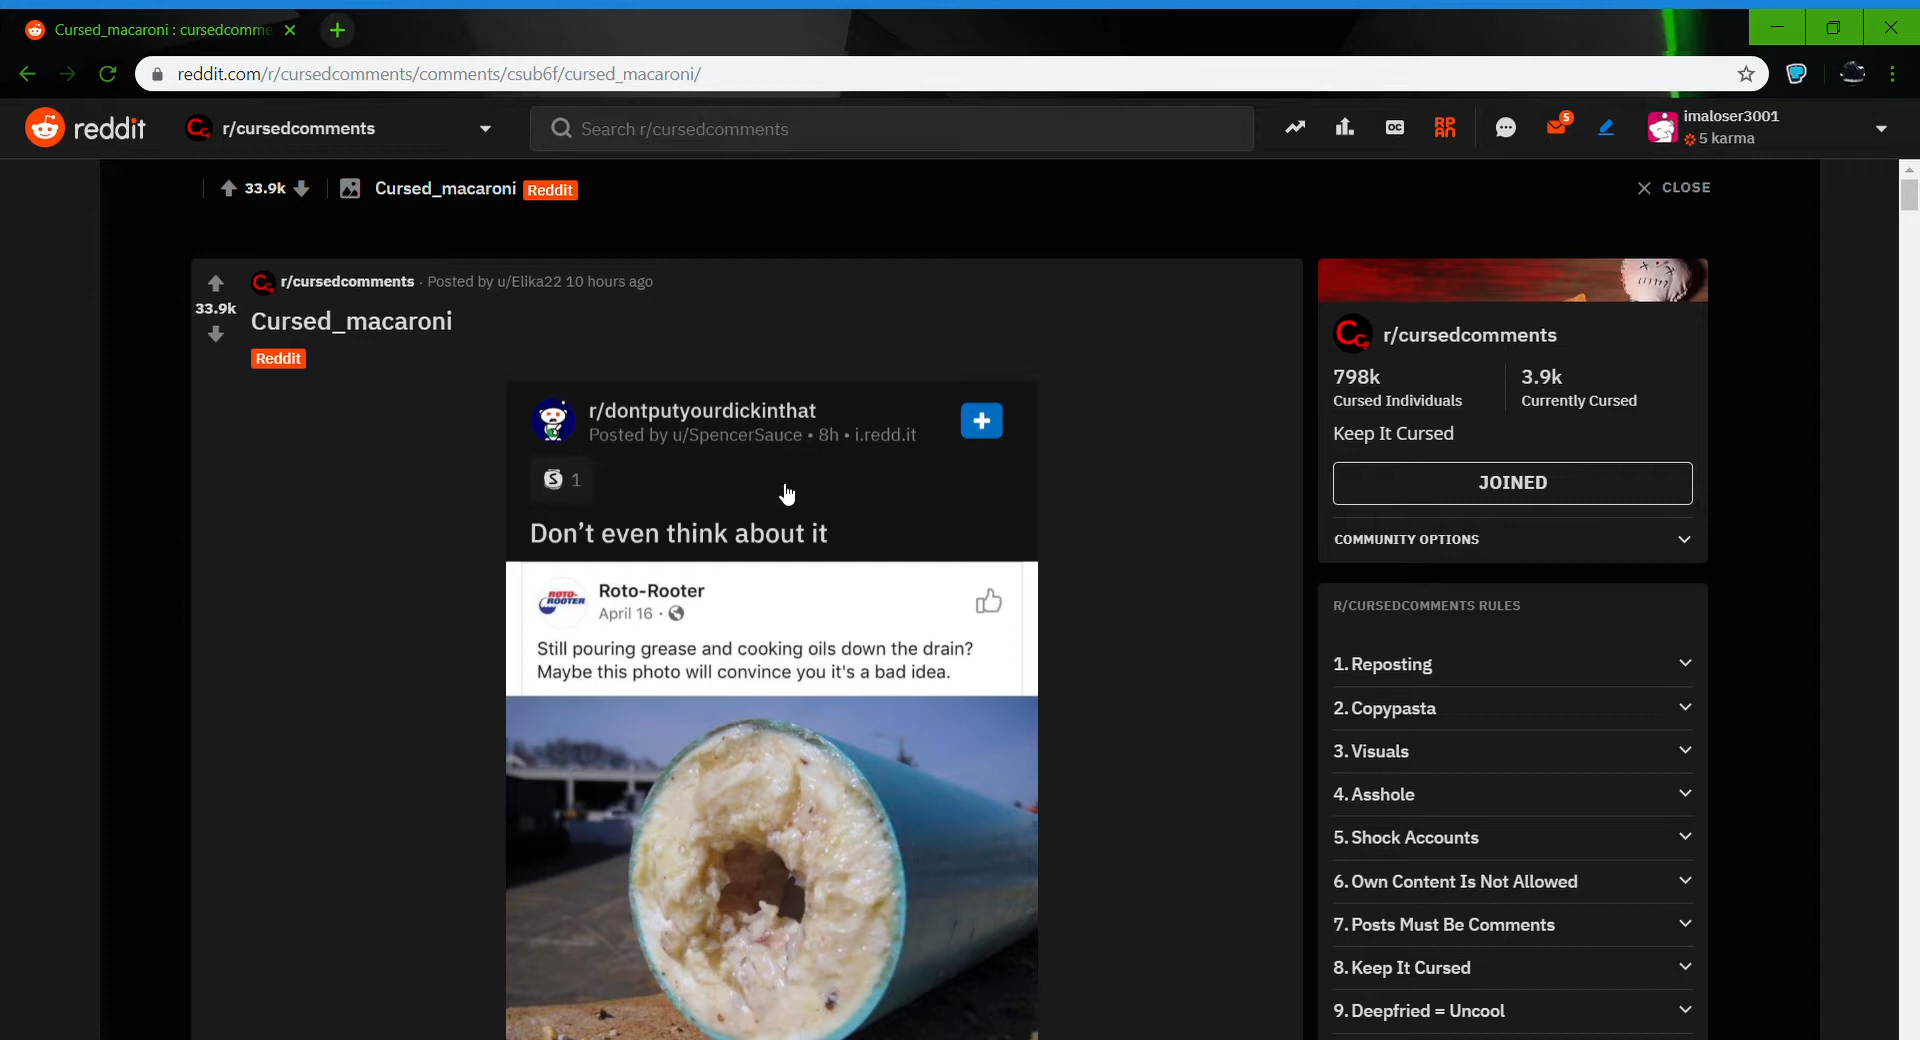 Cursed_macaroni : cursedcomme
reddit.com/r/cursedcomments/comments/csub6f/cursed_macaroni/
reddit
r/cursedcomments
Search r/cursedcomments
OC
RPAN
5
imaloser3001
5 karma
33.9k
Cursed_macaroni
Reddit
CLOSE
r/cursedcomments · Posted by u/Elika22 10 hours ago
33.9k
Cursed_macaroni
Reddit
r/dontputyourdickinthat
Posted by u/SpencerSauce • 8h • i.redd.it
S 1
Don’t even think about it
ROTO-ROOTER
Roto-Rooter
April 16 ·
Still pouring grease and cooking oils down the drain?
Maybe this photo will convince you it's a bad idea.
r/cursedcomments
798k
Cursed Individuals
3.9k
Currently Cursed
Keep It Cursed
JOINED
COMMUNITY OPTIONS
R/CURSEDCOMMENTS RULES
1. Reposting
2. Copypasta
3. Visuals
4. Asshole
5. Shock Accounts
6. Own Content Is Not Allowed
7. Posts Must Be Comments
8. Keep It Cursed
9. Deepfried = Uncool